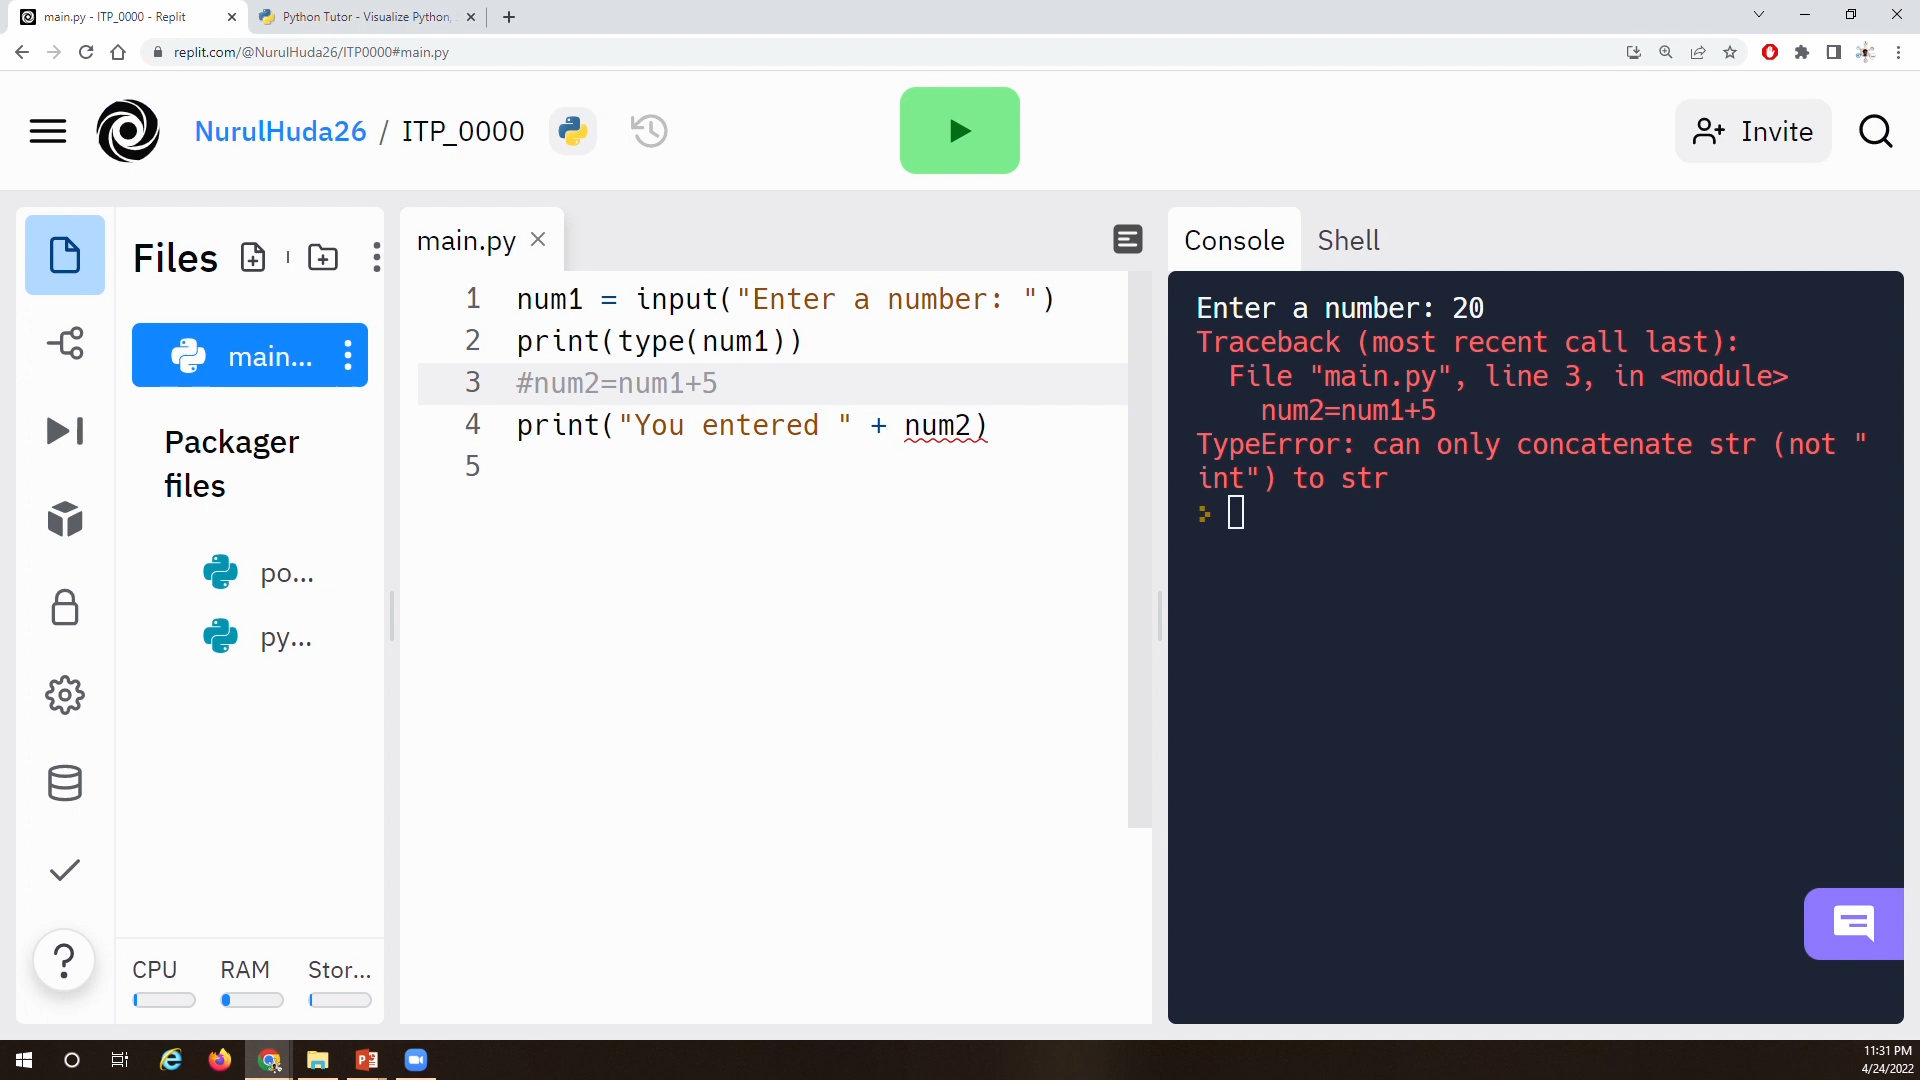 main.py - ITP_0000 - Replit
Python Tutor - Visualize Python,
replit.com/@NurulHuda26/ITP0000#main.py
NurulHuda26 / ITP_0000
Invite
Files
main...
Packager
files
po...
py...
CPU RAM Stor...
main.py
1 num1 = input("Enter a number: ")
2 print(type(num1))
3 #num2=num1+5
4 print("You entered " + num2)
5
Console Shell
Enter a number: 20
Traceback (most recent call last):
File "main.py", line 3, in <module>
num2=num1+5
TypeError: can only concatenate str (not "
int") to str
11:31 PM
4/24/2022